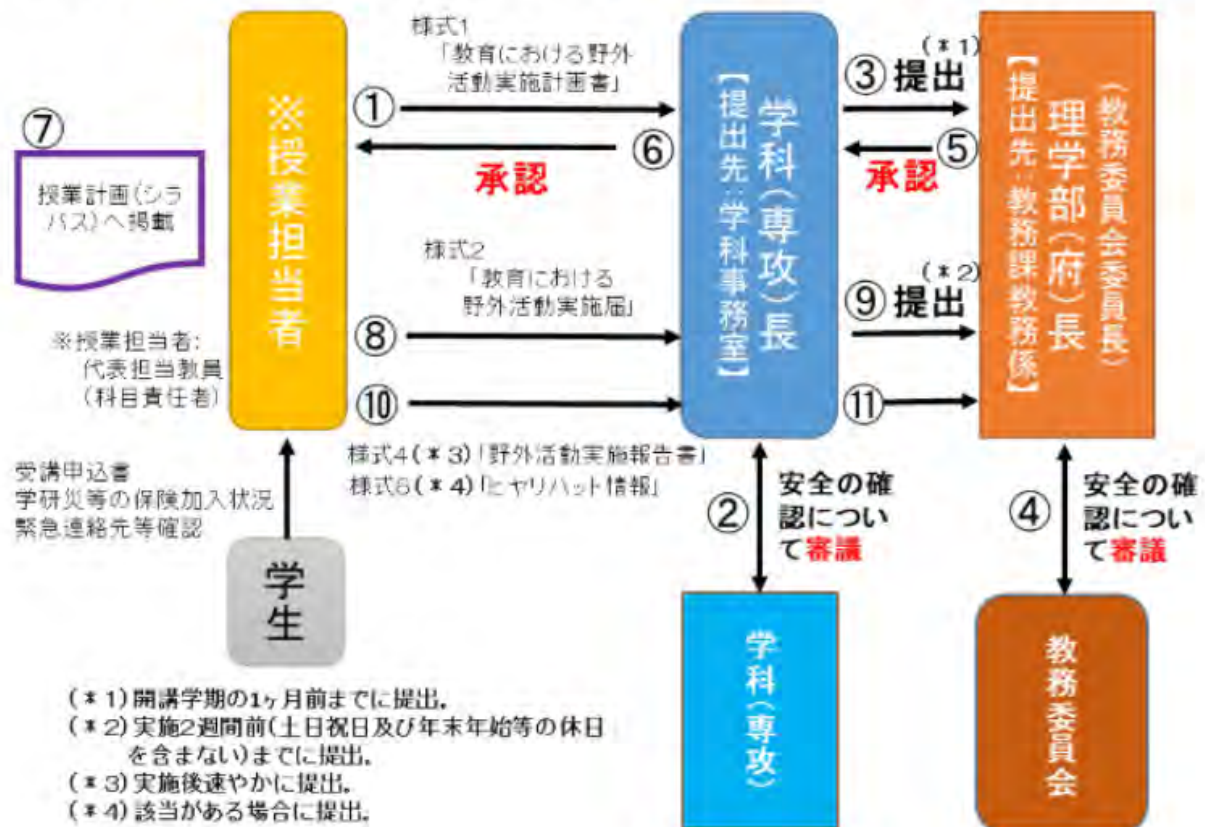 様式1
「教育における野外
活動実施計画書」
①
⑥
承認
(＊1)
③提出
⑤
承認
⑦
授業計画(シラ
バス)へ掲載
※授業担当者
様式2
「教育における
野外活動実施届」
⑧
(＊2)
⑨提出
⑩
⑪
様式4(＊3)「野外活動実施報告書」
様式6(＊4)「ヒヤリハット情報」
学科(専攻)長
【提出先：学科事務室】
(教務委員会委員長)
理学部(府)長
【提出先：教務課教務係】
※授業担当者:
代表担当教員
(科目責任者)
受講申込書
学研災等の保険加入状況
緊急連絡先等確認
学生
②
安全の確
認につい
て審議
④
安全の確
認につい
て審議
学科(専攻)
教務委員会
(＊1)開講学期の1ヶ月前までに提出。
(＊2)実施2週間前(土日祝日及び年末年始等の休日
を含まない)までに提出。
(＊3)実施後速やかに提出。
(＊4)該当がある場合に提出。